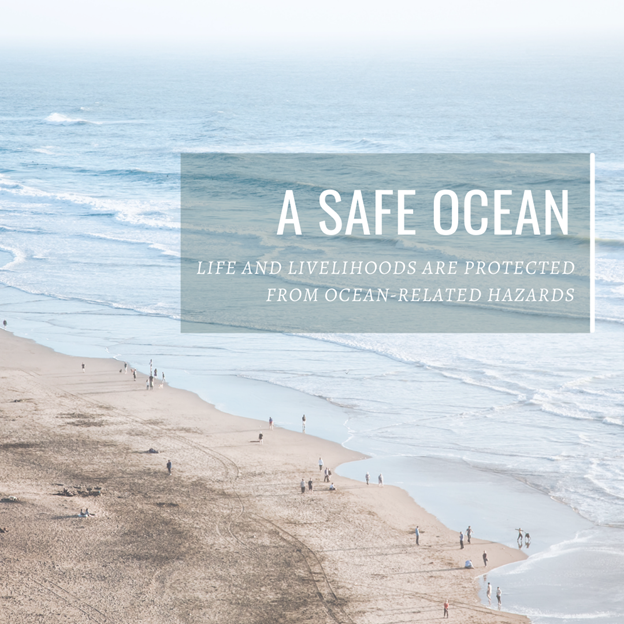 A SAFE OCEAN
LIFE AND LIVELIHOODS ARE PROTECTED
FROM OCEAN-RELATED HAZARDS